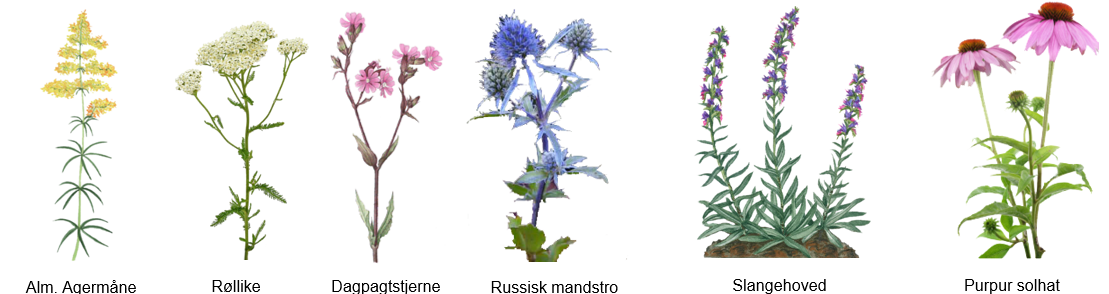 Alm. Agermåne
Røllike
Dagpagtstjerne
Russisk mandstro
Slangehoved
Purpur solhat